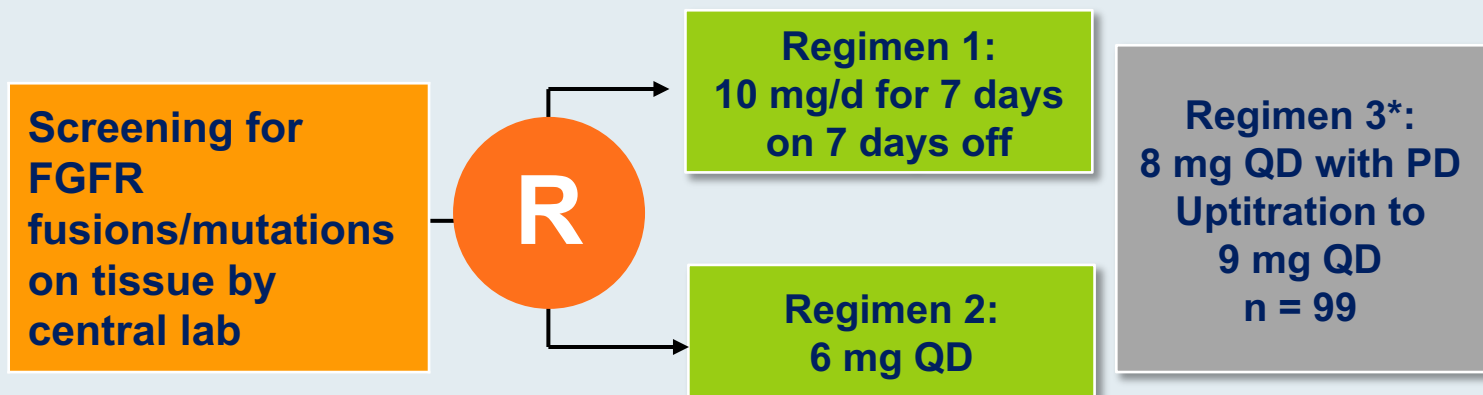 Screening for
FGFR
fusions/mutations
on tissue by
central lab
R
Regimen 1:
10 mg/d for 7 days
on 7 days off
Regimen 2:
6 mg QD
Regimen 3*:
8 mg QD with PD
Uptitration to
9 mg QD
n = 99